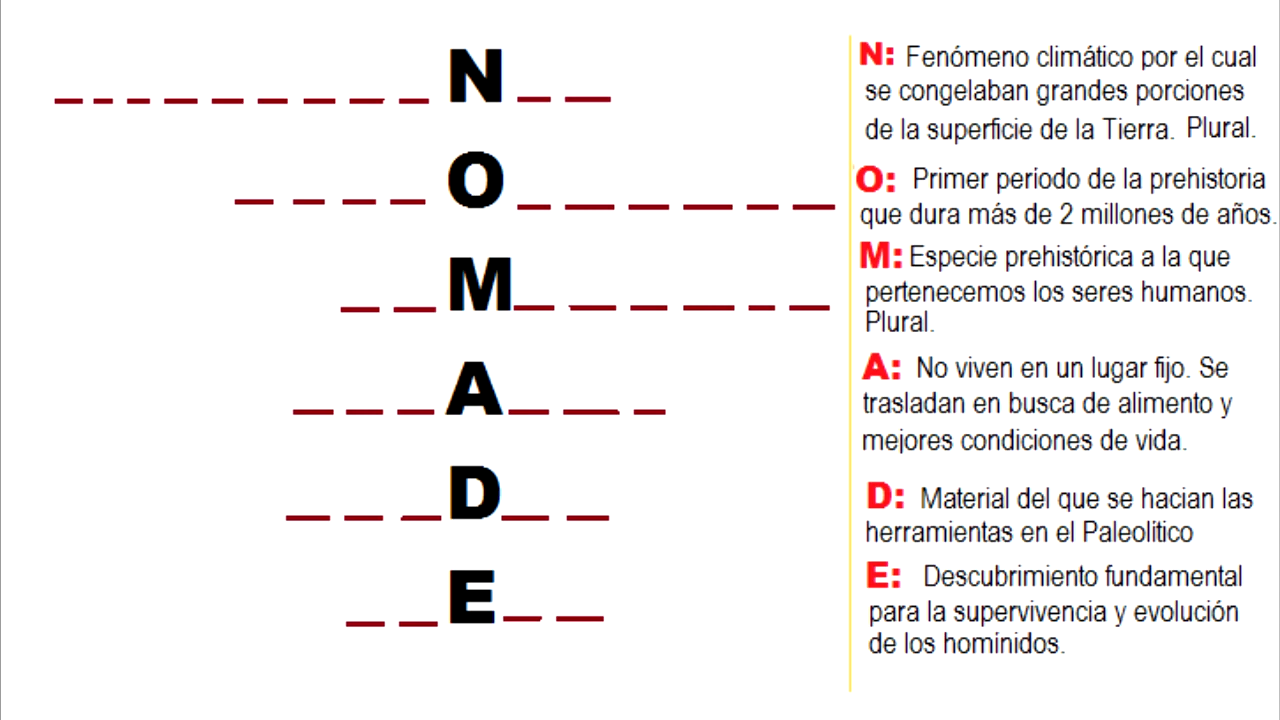 N
O
M
A
D
E
N: Fenómeno climático por el cual
se congelaban grandes porciones
de la superficie de la Tierra. Plural.
O: Primer período de la prehistoria
que dura más de 2 millones de años.
M: Especie prehistórica a la que
pertenecemos los seres humanos.
Plural.
A: No viven en un lugar fijo. Se
trasladan en busca de alimento y
mejores condiciones de vida.
D: Material del que se hacian las
herramientas en el Paleolítico
E: Descubrimiento fundamental
para la supervivencia y evolución
de los homínidos.